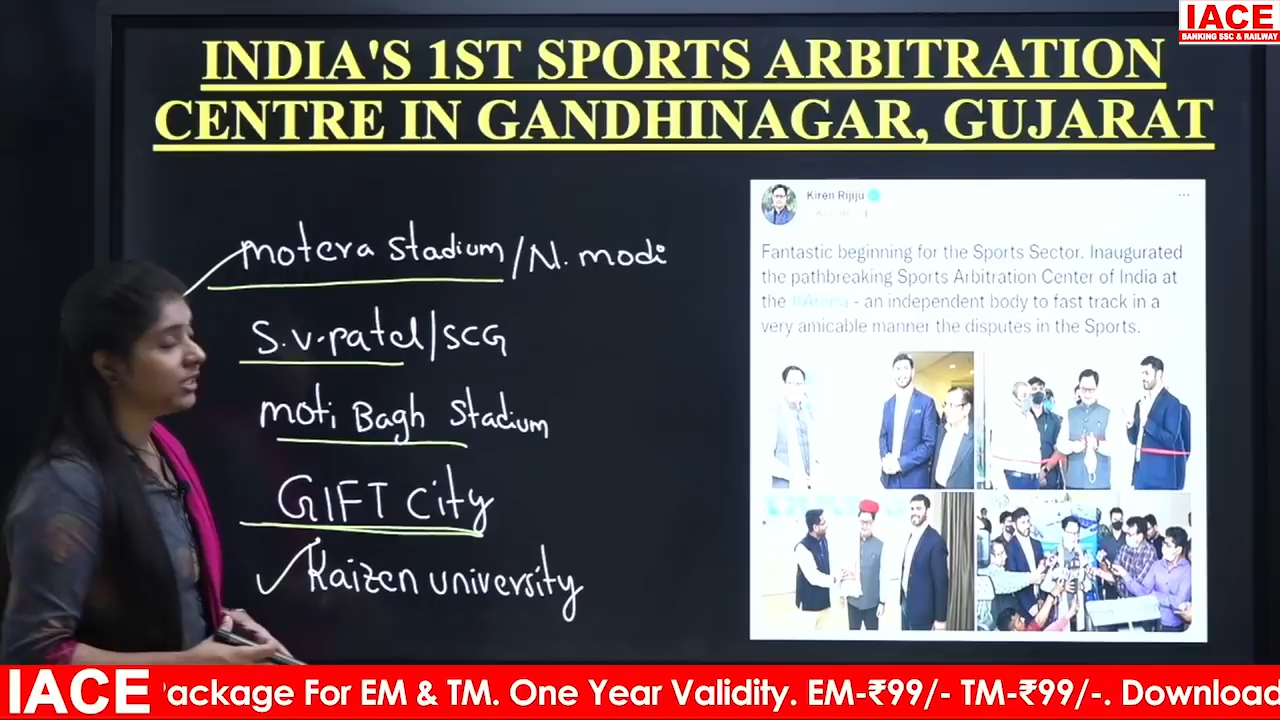 IACE
BANKING SSC & RAILWAY
INDIA'S 1ST SPORTS ARBITRATION
CENTRE IN GANDHINAGAR, GUJARAT
motera Stadium/N. modi
S.V.patel/SCG
moti Bagh Stadium
GIFT city
Kaizen university
Kiren Rijiju
Fantastic beginning for the Sports Sector. Inaugurated
the pathbreaking Sports Arbitration Center of India at
the - an independent body to fast track in a
very amicable manner the disputes in the Sports.
IACE
Package For EM & TM. One Year Validity. EM-₹99/- TM-₹99/-. Download